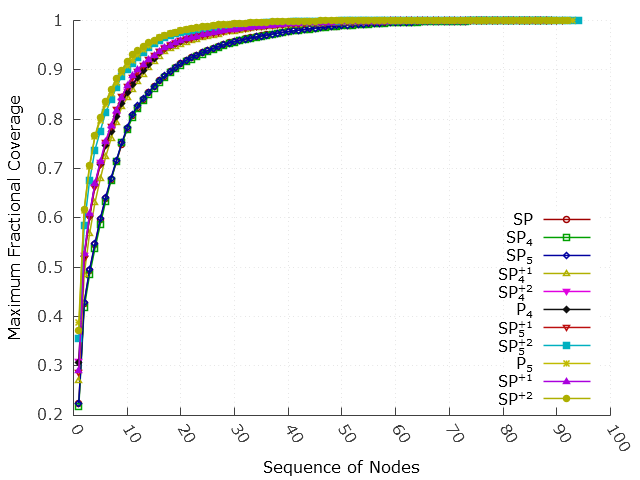 Maximum Fractional Coverage
1
0.9
0.8
0.7
0.6
0.5
0.4
0.3
0.2
0 10 20 30 40 50 60 70 80 90 100
Sequence of Nodes
SP
SP₄
SP₅
SP₄⁺¹
SP₄⁺²
P₄
SP₅⁺¹
SP₅⁺²
P₅
SP⁺¹
SP⁺²